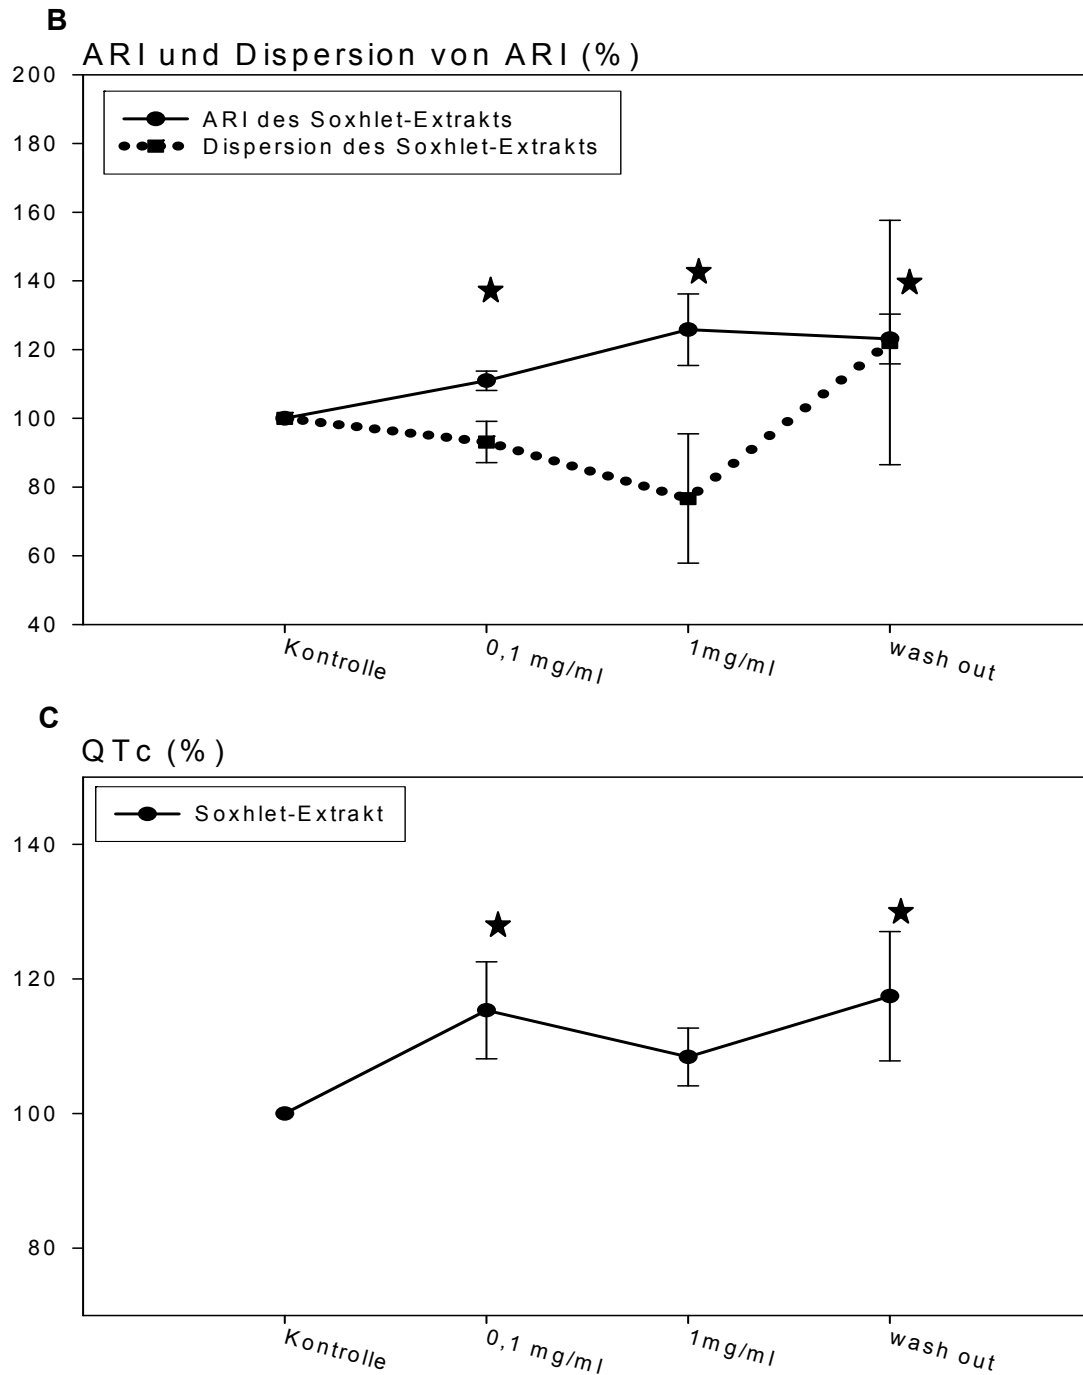 B
ARI und Dispersion von ARI (%)
200
180
160
140
120
100
80
60
40
ARI des Soxhlet-Extrakts
Dispersion des Soxhlet-Extrakts
Kontrolle
0,1 mg/ml
1mg/ml
wash out
C
QTc (%)
140
120
100
80
Soxhlet-Extrakt
Kontrolle
0,1 mg/ml
1mg/ml
wash out